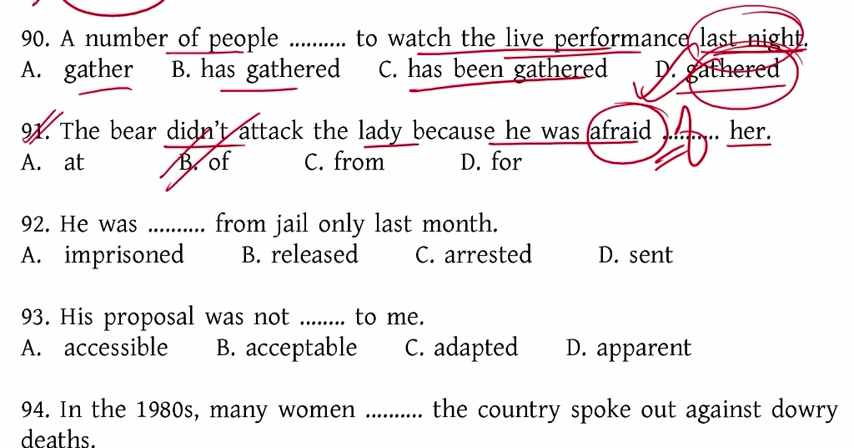 90. A number of people .......... to watch the live performance last night.
A. gather B. has gathered C. has been gathered D. gathered
91. The bear didn't attack the lady because he was afraid .......... her.
A. at B. of C. from D. for
92. He was .......... from jail only last month.
A. imprisoned B. released C. arrested D. sent
93. His proposal was not ........ to me.
A. accessible B. acceptable C. adapted D. apparent
94. In the 1980s, many women .......... the country spoke out against dowry
deaths.